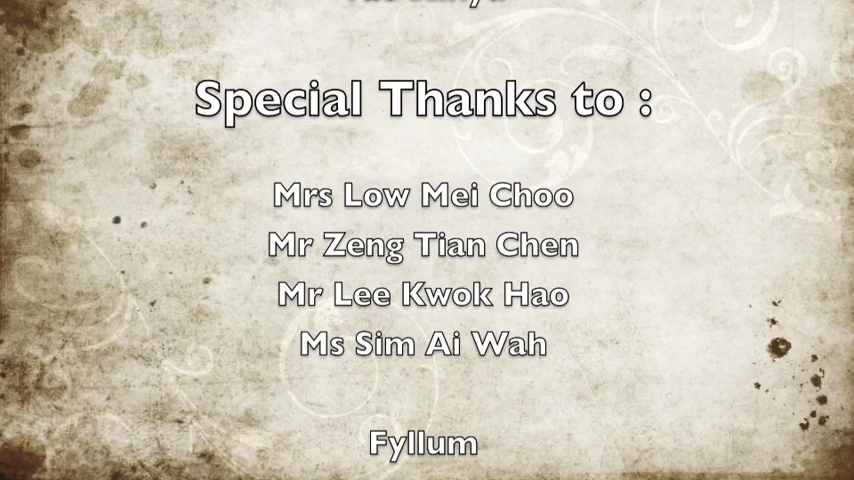 Special Thanks to :
Mrs Low Mei Choo
Mr Zeng Tian Chen
Mr Lee Kwok Hao
Ms Sim Ai Wah
Fyllum